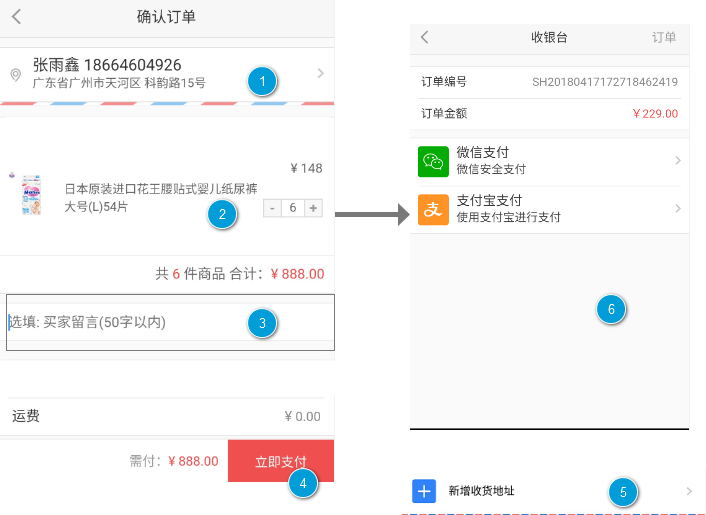 确认订单
张雨鑫 18664604926
广东省广州市天河区 科韵路15号
1
¥ 148
日本原装进口花王腰贴式婴儿纸尿裤
大号(L)54片
2
- 6 +
共 6 件商品 合计: ¥ 888.00
选填: 买家留言(50字以内)
3
运费
¥ 0.00
需付: ¥ 888.00
立即支付
4
收银台
订单
订单编号
SH20180417172718462419
订单金额
¥ 229.00
微信支付
微信安全支付
支
支付宝支付
使用支付宝进行支付
6
新增收货地址
5